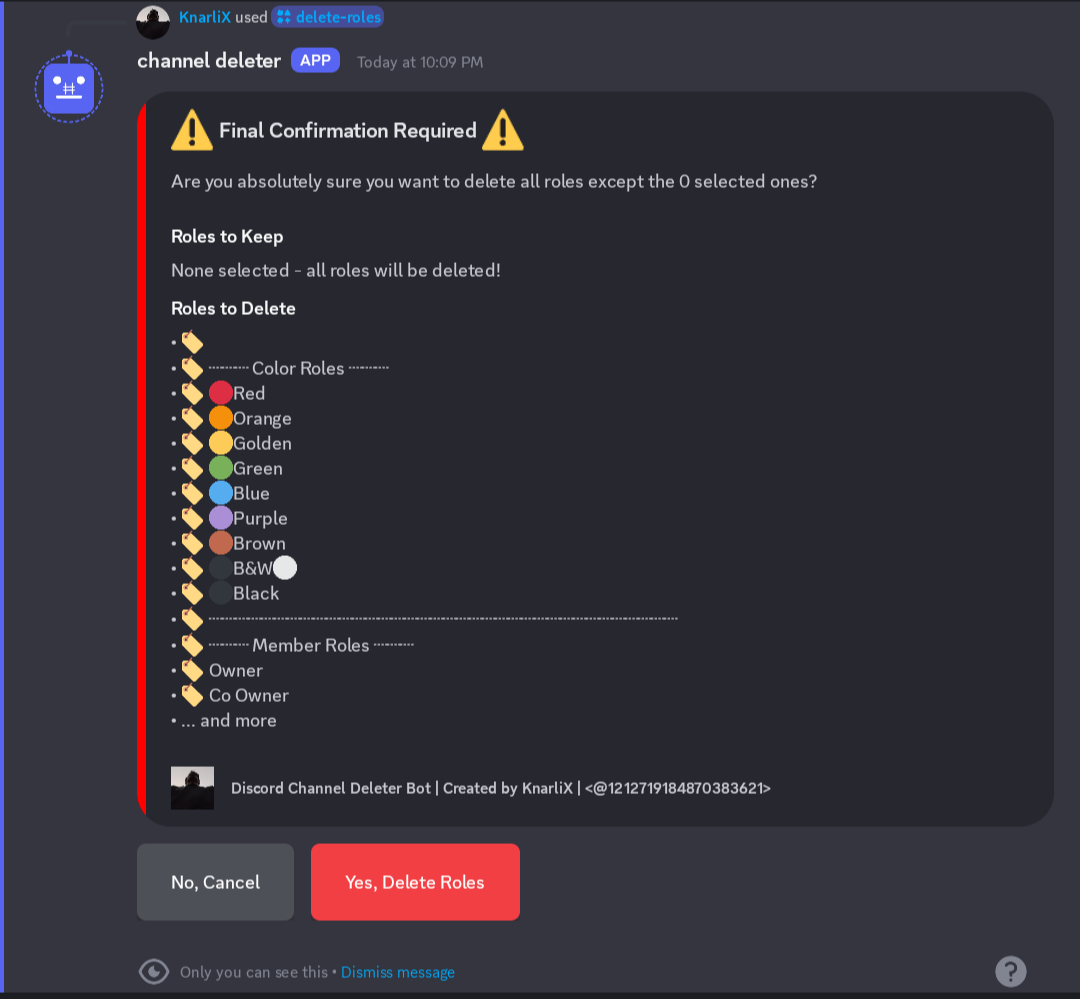 KnarliX used delete-roles
channel deleter APP Today at 10:09 PM
Final Confirmation Required
Are you absolutely sure you want to delete all roles except the 0 selected ones?
Roles to Keep
None selected - all roles will be deleted!
Roles to Delete
• 🏷️
• 🏷️ ┈┈┈┈ Color Roles ┈┈┈┈
• 🏷️ 🔴Red
• 🏷️ 🟠Orange
• 🏷️ 🟡Golden
• 🏷️ 🟢Green
• 🏷️ 🔵Blue
• 🏷️ 🟣Purple
• 🏷️ 🟤Brown
• 🏷️ ⚫B&W⚪
• 🏷️ ⚫Black
• 🏷️ ┈┈┈┈┈┈┈┈┈┈┈┈┈┈┈┈┈┈┈┈┈┈┈┈
• 🏷️ ┈┈┈┈ Member Roles ┈┈┈┈
• 🏷️ Owner
• 🏷️ Co Owner
• ... and more
Discord Channel Deleter Bot | Created by KnarliX | <@1212719184870383621>
No, Cancel
Yes, Delete Roles
Only you can see this • Dismiss message
?